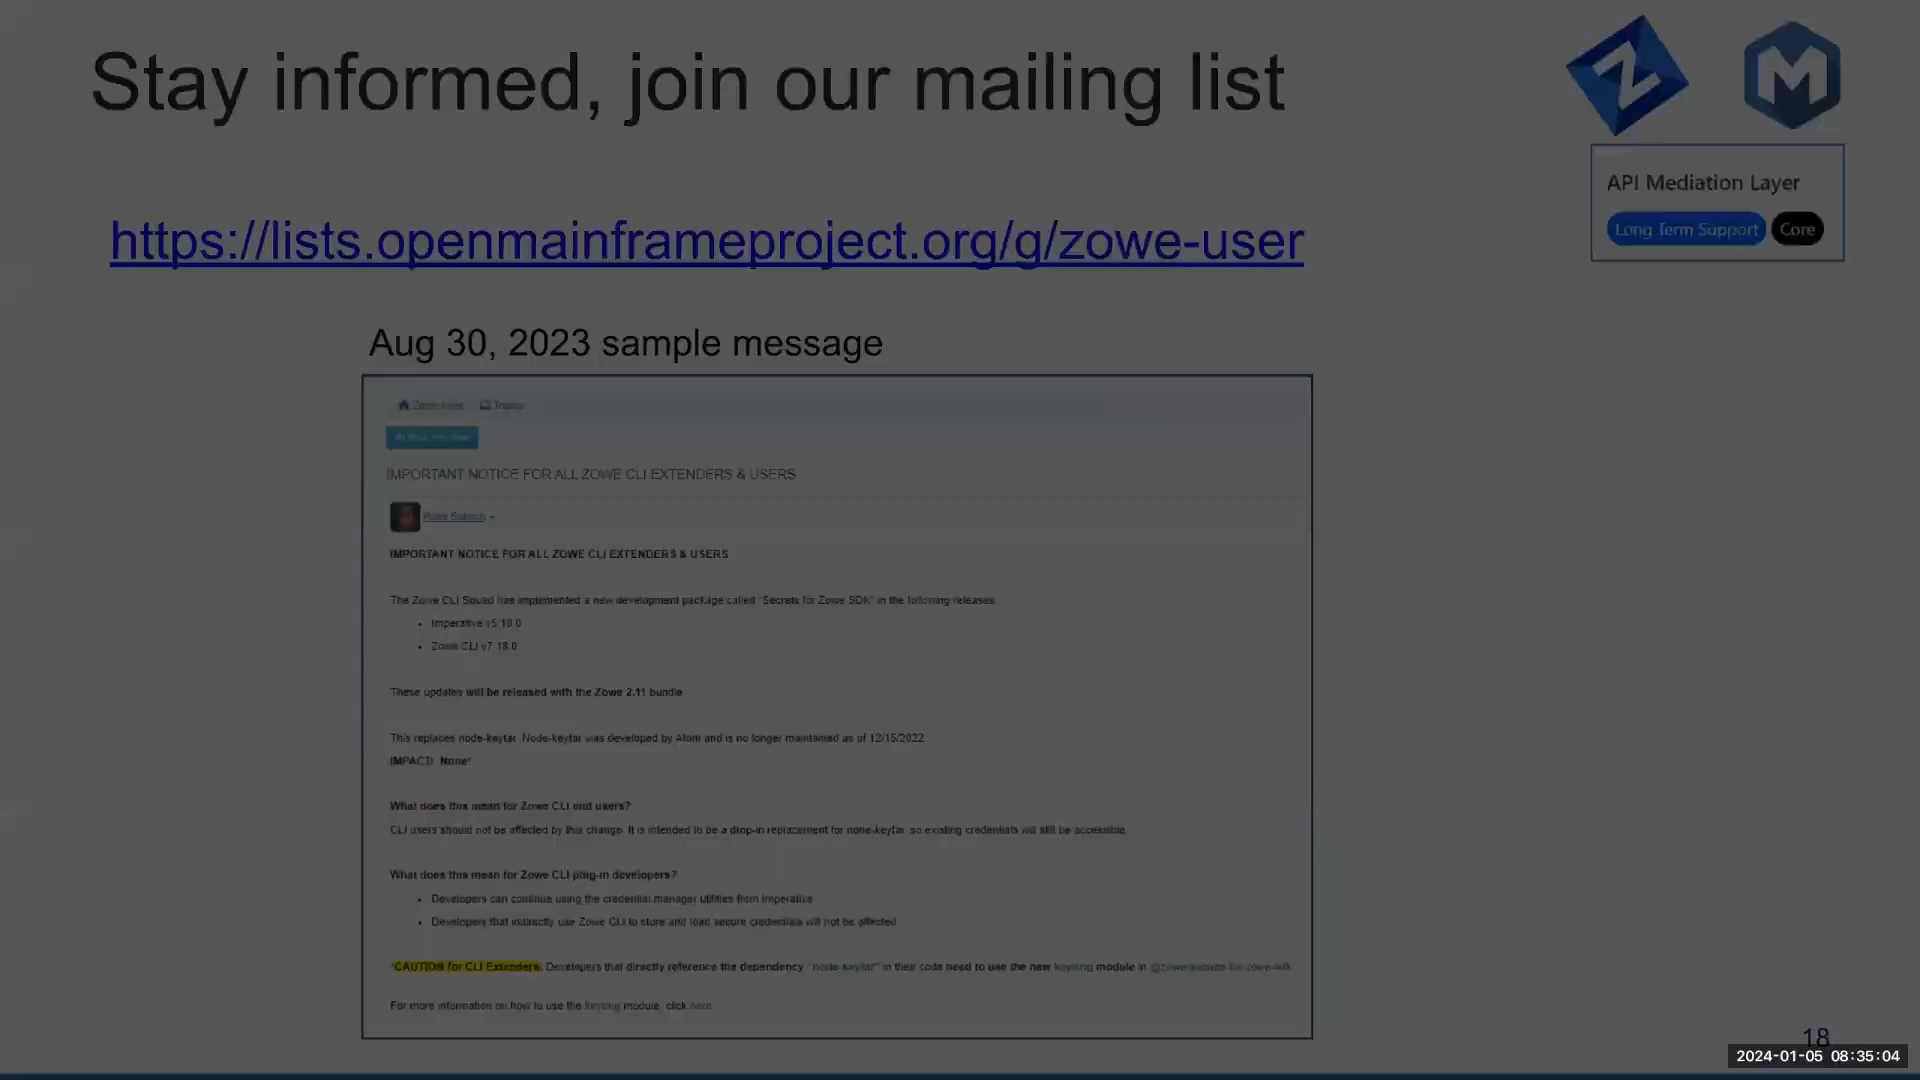 Stay informed, join our mailing list
API Mediation Layer
Long Term Support Core
https://lists.openmainframeproject.org/g/zowe-user
Aug 30, 2023 sample message
Topics
IMPORTANT NOTICE FOR ALL ZOWE CLI EXTENDERS & USERS
IMPORTANT NOTICE FOR ALL ZOWE CLI EXTENDERS & USERS
The Zowe CLI Squad has implemented a new development package called "Secrets for Zowe SDK" in the following releases
• Imperative v5.18.0
• Zowe CLI v7.18.0
These updates will be released with the Zowe 2.11 bundle
This replaces node-keytar. Node-keytar was developed by Atom and is no longer maintained as of 12/15/2022
IMPACT: None*
What does this mean for Zowe CLI end users?
CLI users should not be affected by this change. It is intended to be a drop-in replacement for node-keytar, so existing credentials will still be accessible.
What does this mean for Zowe CLI plug-in developers?
• Developers can continue using the credential manager utilities from Imperative
• Developers that indirectly use Zowe CLI to store and load secure credentials will not be affected
*CAUTION for CLI Extenders: Developers that directly reference the dependency "node-keytar" in their code need to use the new keyring module in
For more information on how to use the keyring module, click here
18
2024-01-05 08:35:04